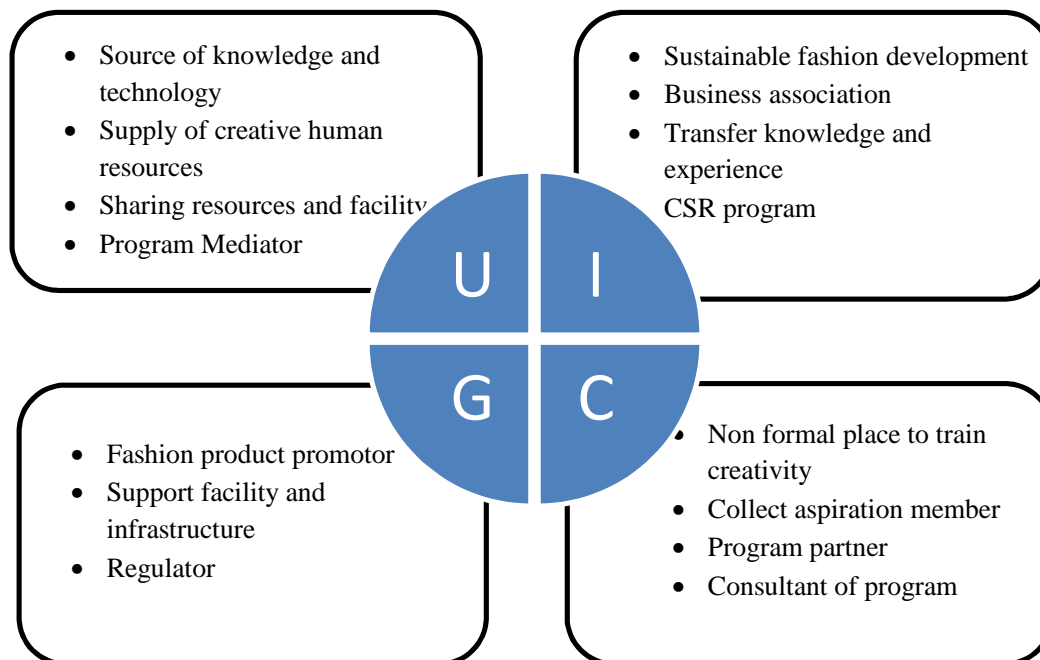 • Source of knowledge and
technology
• Supply of creative human
resources
• Sharing resources and facility
• Program Mediator
• Sustainable fashion development
• Business association
• Transfer knowledge and
experience
CSR program
U
I
G
C
• Fashion product promotor
• Support facility and
infrastructure
• Regulator
• Non formal place to train
creativity
• Collect aspiration member
• Program partner
• Consultant of program